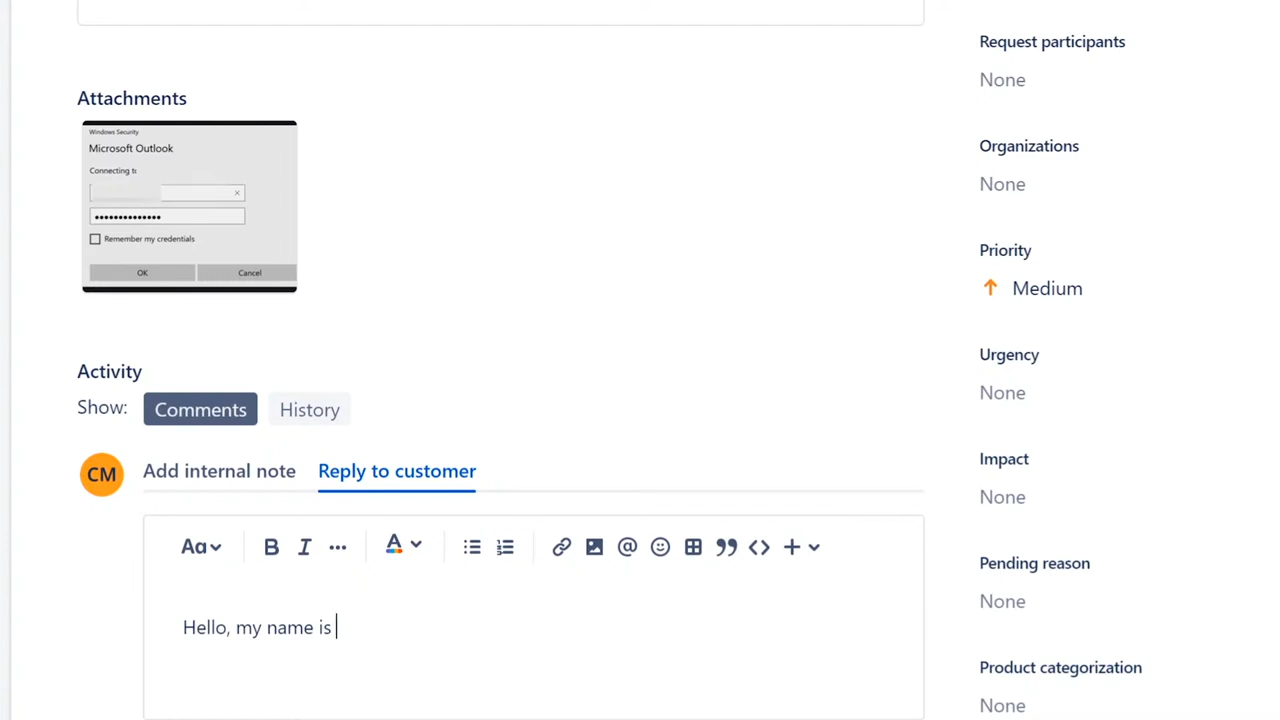 Request participants
None
Attachments
Windows Security
Microsoft Outlook
Connecting to
Remember my credentials
OK
Cancel
Organizations
None
Priority
Medium
Urgency
None
Activity
Show:
Comments
History
Impact
None
CM
Add internal note
Reply to customer
Aa
B
I
A
Hello, my name is
Pending reason
None
Product categorization
None